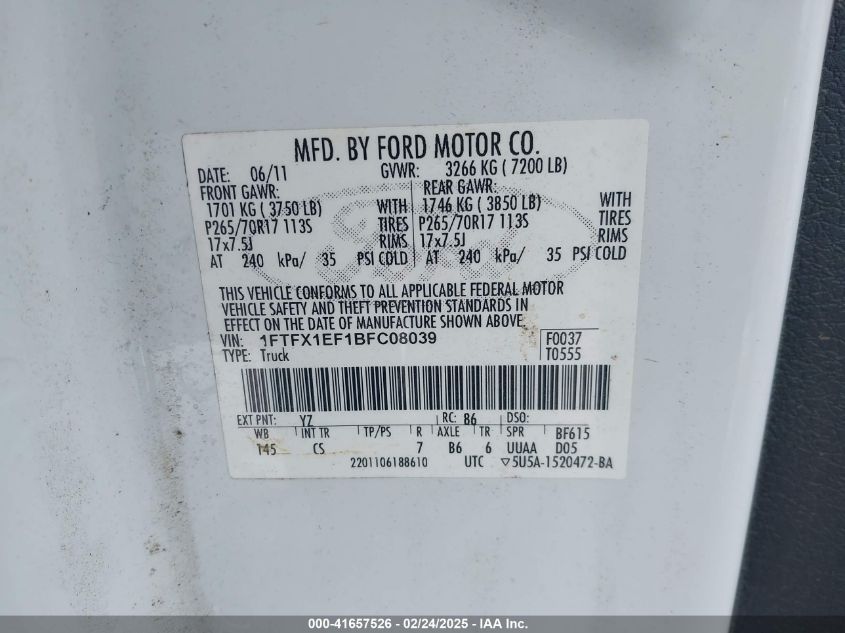 MFD. BY FORD MOTOR CO.
DATE: 06/11 GVWR: 3266 KG ( 7200 LB)
FRONT GAWR: REAR GAWR:
1701 KG ( 3750 LB) WITH 1746 KG ( 3850 LB) WITH
P265/70R17 113S TIRES P265/70R17 113S TIRES
17x7.5J RIMS 17x7.5J RIMS
AT 240 kPa/ 35 PSI COLD AT 240 kPa/ 35 PSI COLD
Ford
THIS VEHICLE CONFORMS TO ALL APPLICABLE FEDERAL MOTOR
VEHICLE SAFETY AND THEFT PREVENTION STANDARDS IN
EFFECT ON THE DATE OF MANUFACTURE SHOWN ABOVE.
VIN: 1FTFX1EF1BFC08039 F0037
TYPE: Truck T0555
EXT PNT: YZ RC: 86 DSO:
WB INT TR TP/PS R AXLE TR SPR BF615
145 CS 7 B6 6 UUAA D05
2201106188610 UTC ▽5U5A-1520472-BA
000-41657526 - 02/24/2025 - IAA Inc.